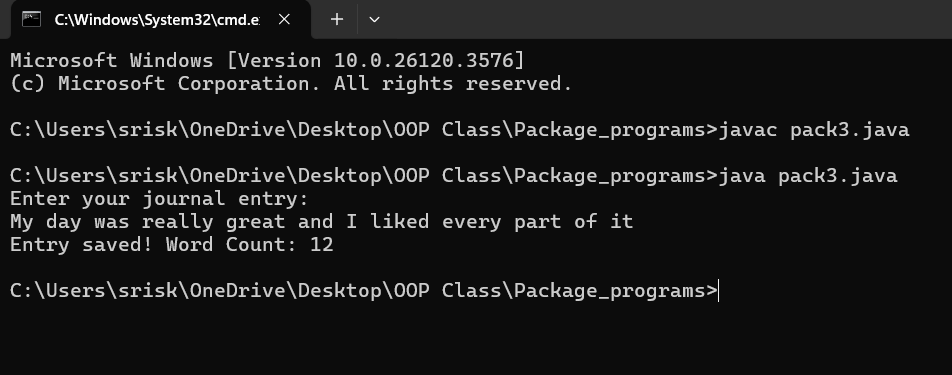 C:\Windows\System32\cmd.e
Microsoft Windows [Version 10.0.26120.3576]
(c) Microsoft Corporation. All rights reserved.
C:\Users\srisk\OneDrive\Desktop\OOP Class\Package_programs>javac pack3.java
C:\Users\srisk\OneDrive\Desktop\OOP Class\Package_programs>java pack3.java
Enter your journal entry:
My day was really great and I liked every part of it
Entry saved! Word Count: 12
C:\Users\srisk\OneDrive\Desktop\OOP Class\Package_programs>